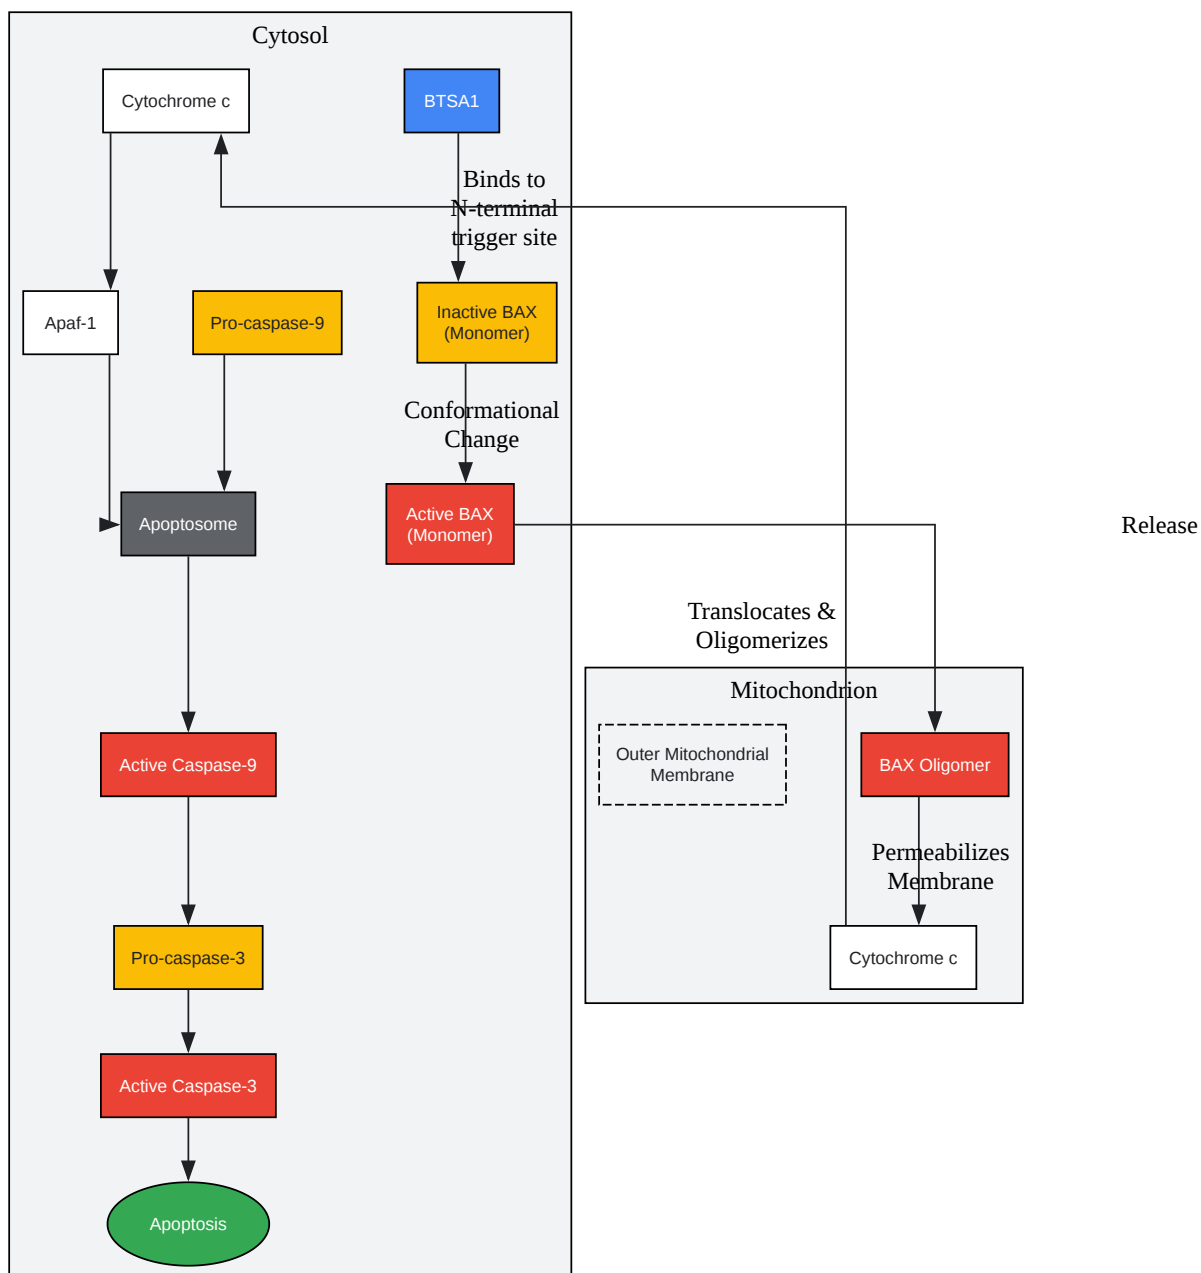 Cytosol
Cytochrome c
BTSA1
Binds to
N-terminal
trigger site
Apaf-1
Pro-caspase-9
Inactive BAX
(Monomer)
Conformational
Change
Apoptosome
Active BAX
(Monomer)
Release
Translocates &
Oligomerizes
Mitochondrion
Outer Mitochondrial
Membrane
BAX Oligomer
Active Caspase-9
Permeabilizes
Membrane
Pro-caspase-3
Cytochrome c
Active Caspase-3
Apoptosis